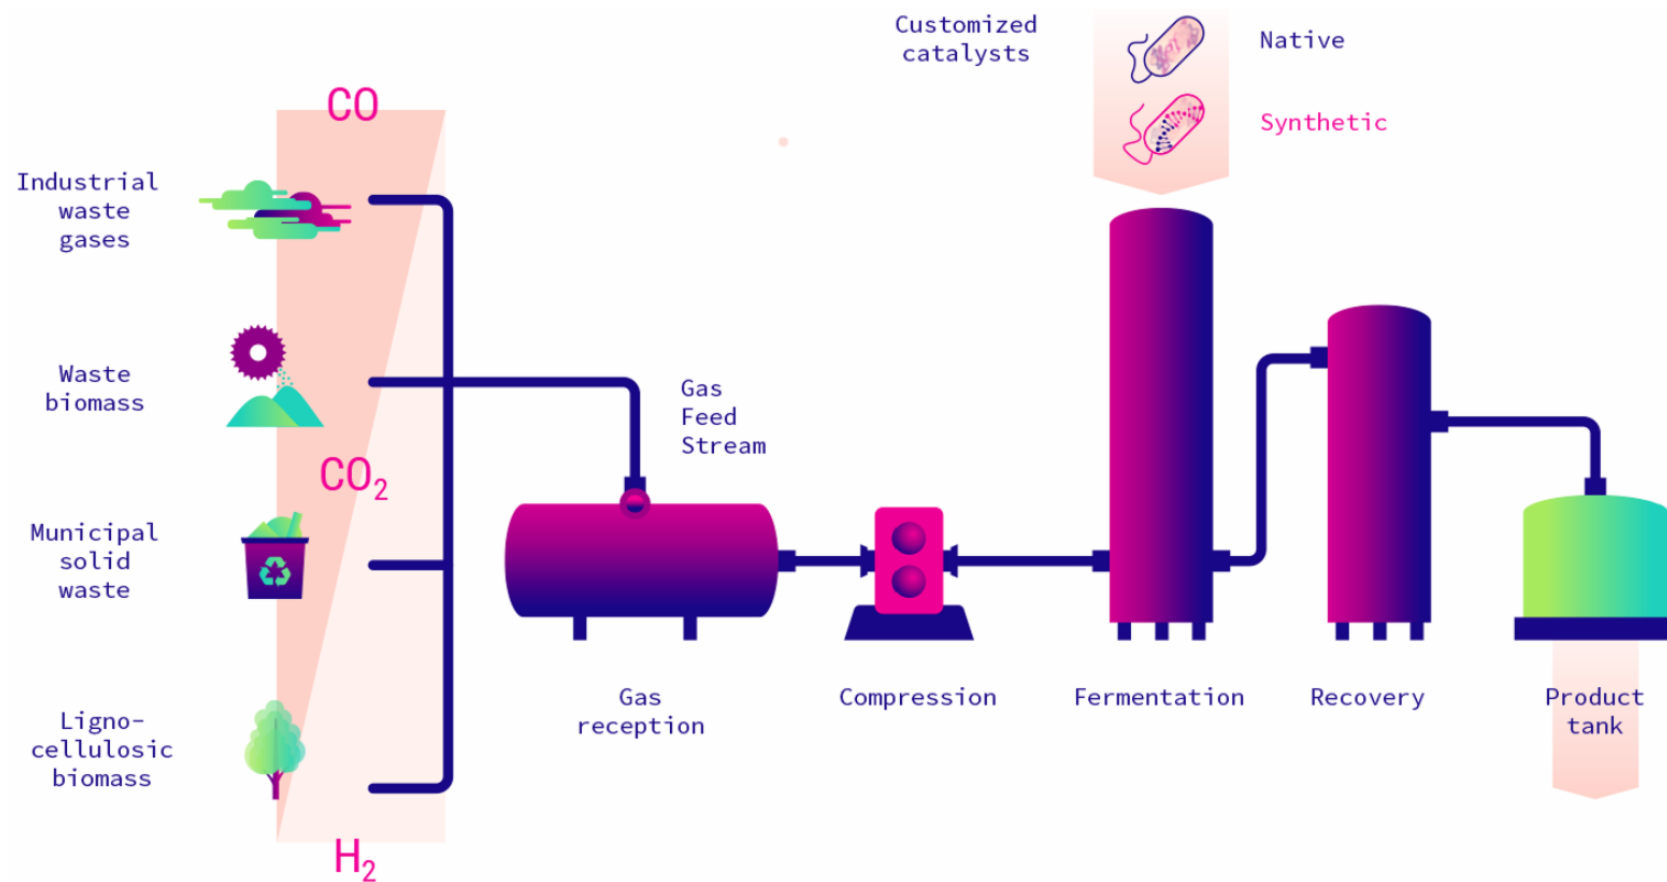 Customized
catalysts
Native
Synthetic
CO
Industrial
waste
gases
Waste
biomass
CO₂
Municipal
solid
waste
Ligno-
cellulosic
biomass
H₂
Gas
Feed
Stream
Gas
reception
Compression
Fermentation
Recovery
Product
tank